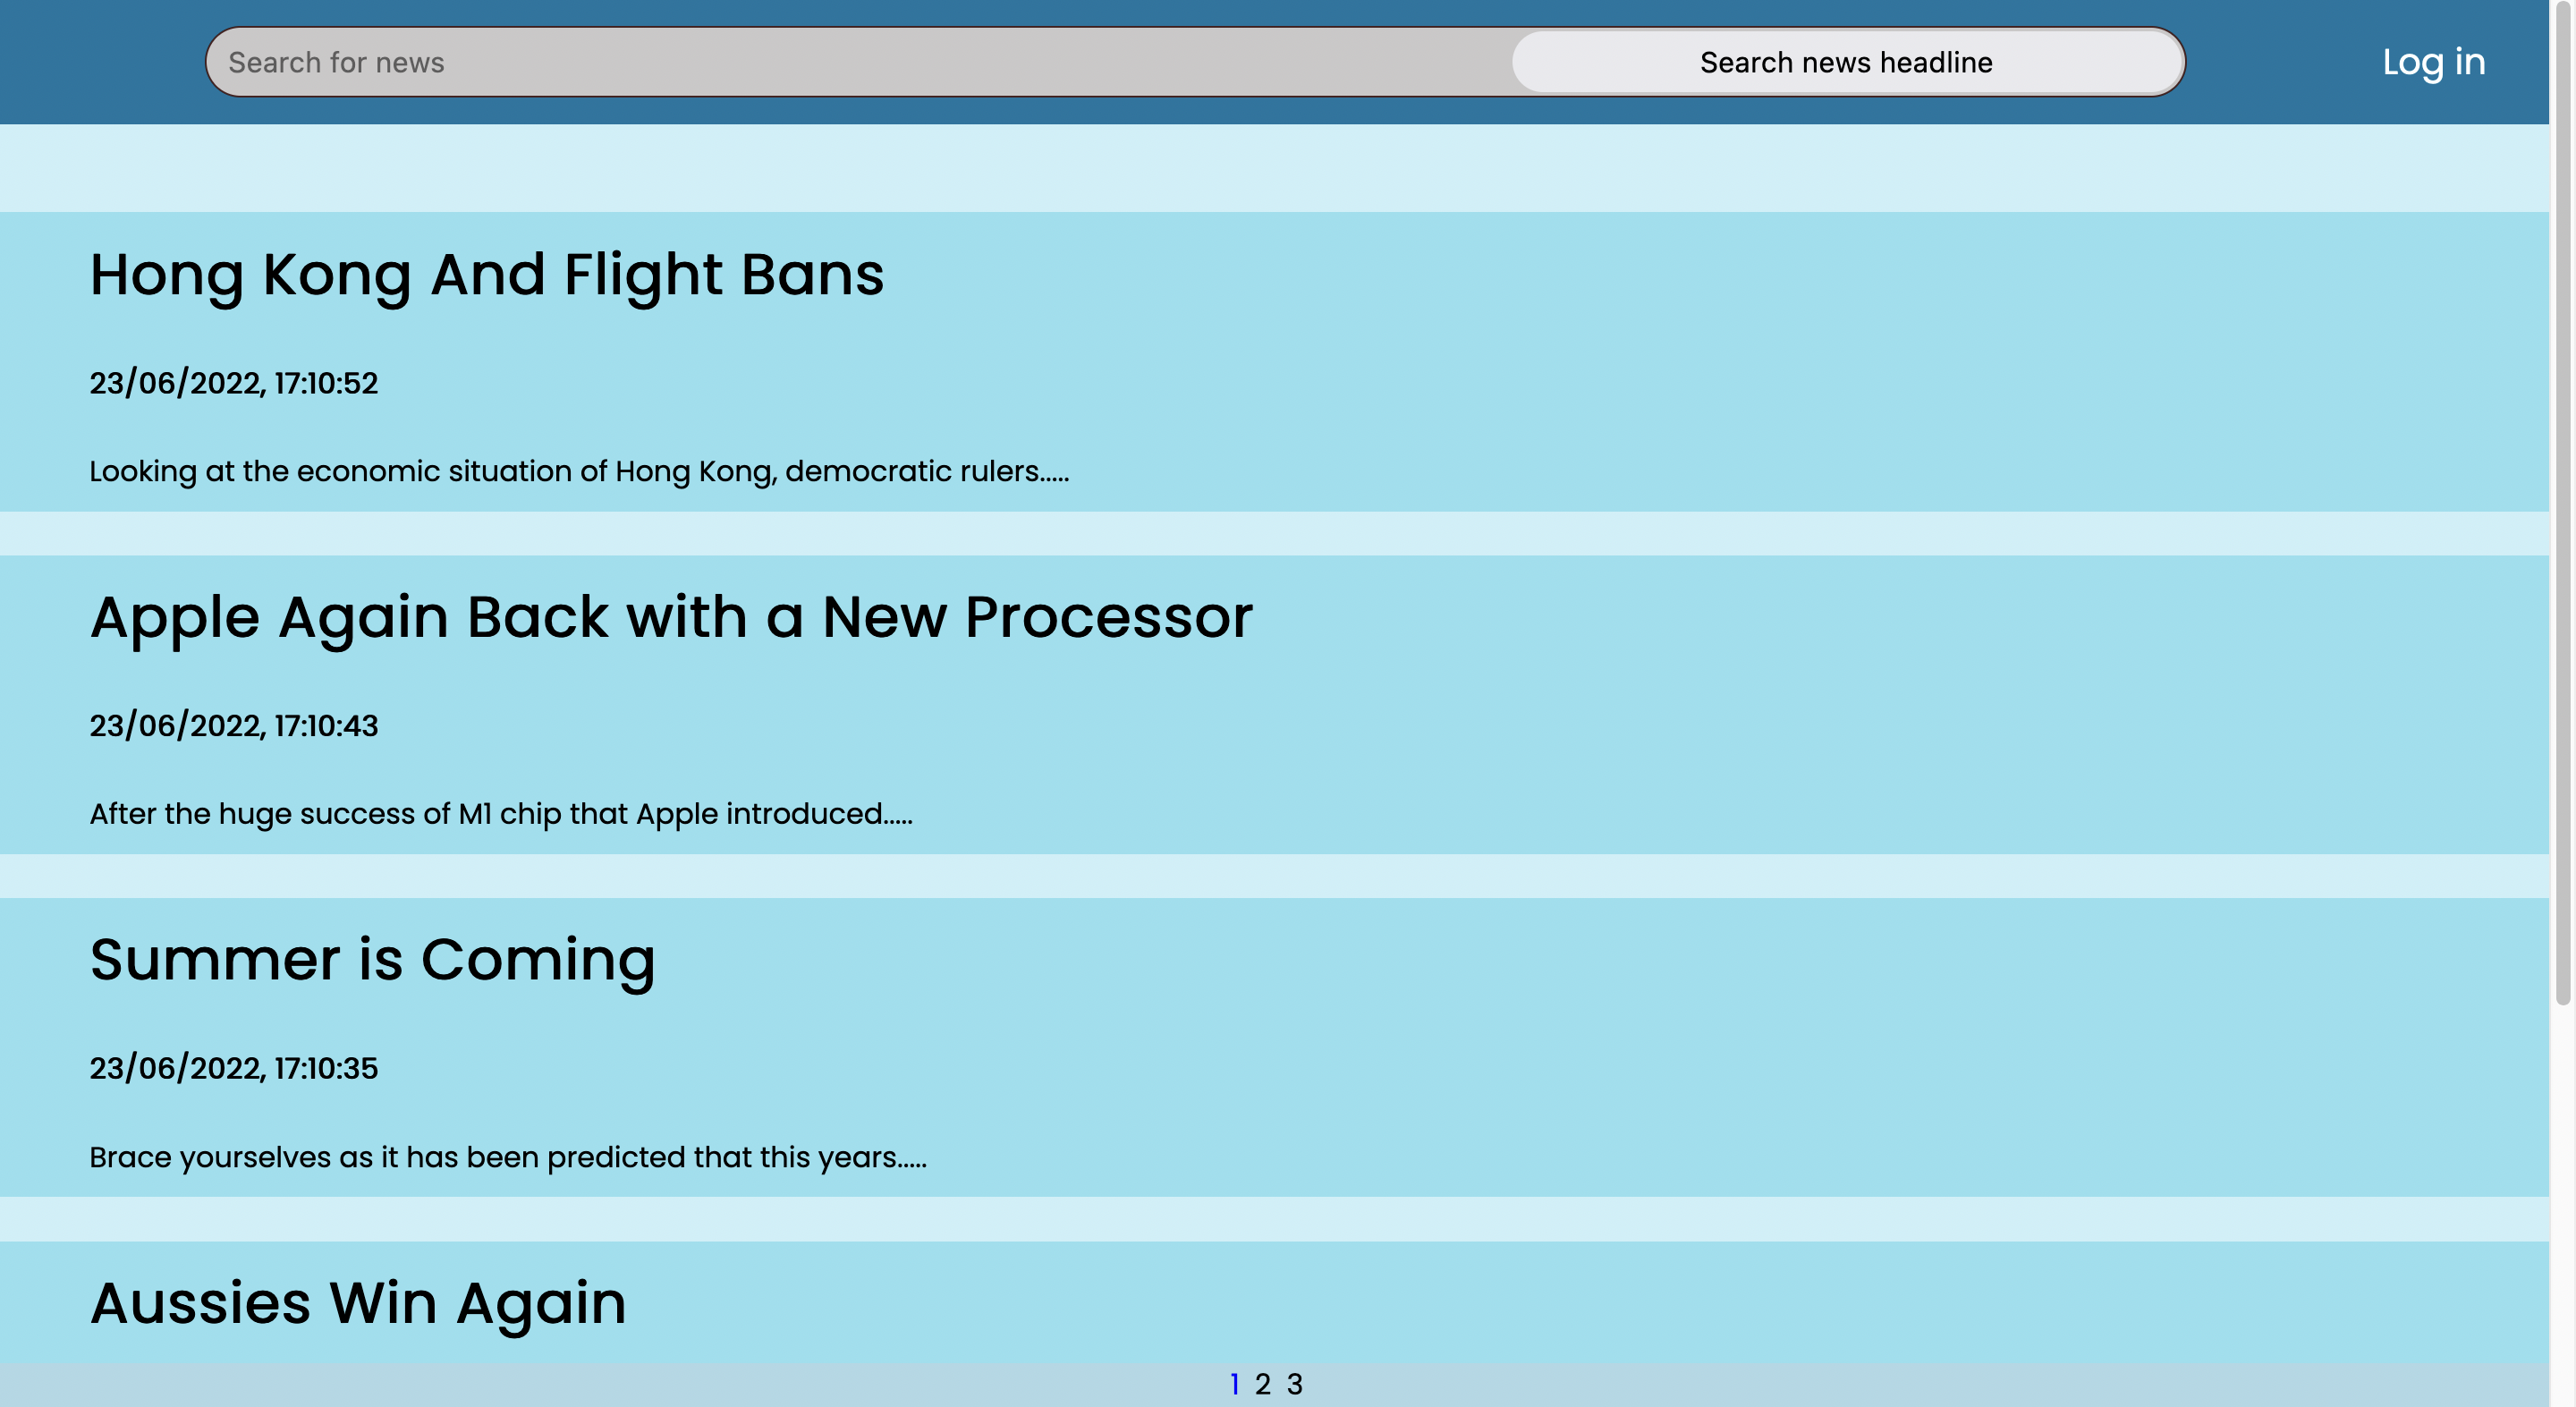 Search for news Search news headline Log in
Hong Kong And Flight Bans
23/06/2022, 17:10:52
Looking at the economic situation of Hong Kong, democratic rulers.....
Apple Again Back with a New Processor
23/06/2022, 17:10:43
After the huge success of M1 chip that Apple introduced.....
Summer is Coming
23/06/2022, 17:10:35
Brace yourselves as it has been predicted that this years.....
Aussies Win Again
1 2 3